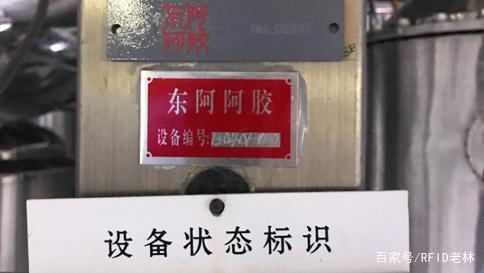 东阿
阿胶
No. 00347
东阿阿胶
设备编号:
设备状态标识
百家号/RFID老林